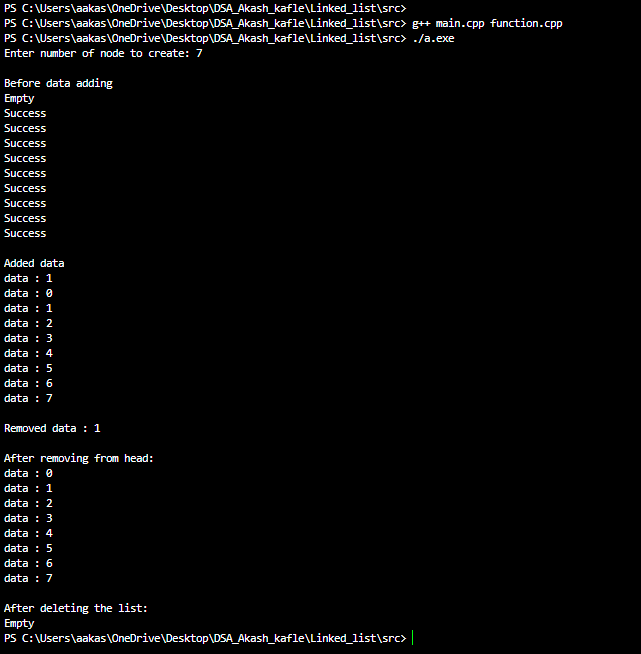 PS C:\Users\aakas\OneDrive\Desktop\DSA_Akash_kafle\Linked_list\src>
PS C:\Users\aakas\OneDrive\Desktop\DSA_Akash_kafle\Linked_list\src> g++ main.cpp function.cpp
PS C:\Users\aakas\OneDrive\Desktop\DSA_Akash_kafle\Linked_list\src> ./a.exe
Enter number of node to create: 7
Before data adding
Empty
Success
Success
Success
Success
Success
Success
Success
Success
Success
Added data
data : 1
data : 0
data : 1
data : 2
data : 3
data : 4
data : 5
data : 6
data : 7
Removed data : 1
After removing from head:
data : 0
data : 1
data : 2
data : 3
data : 4
data : 5
data : 6
data : 7
After deleting the list:
Empty
PS C:\Users\aakas\OneDrive\Desktop\DSA_Akash_kafle\Linked_list\src>